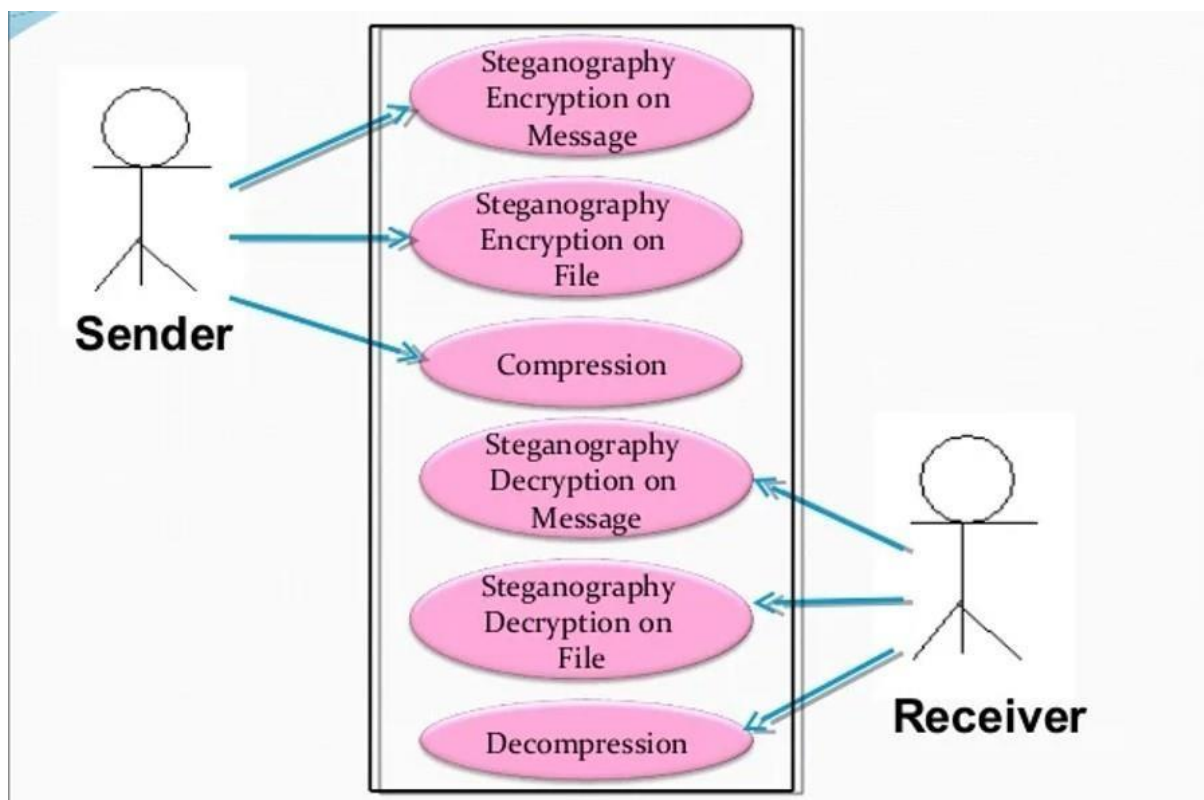 Steganography
Encryption on
Message
Steganography
Encryption on
File
Sender
Compression
Steganography
Decryption on
Message
Steganography
Decryption on
File
Receiver
Decompression